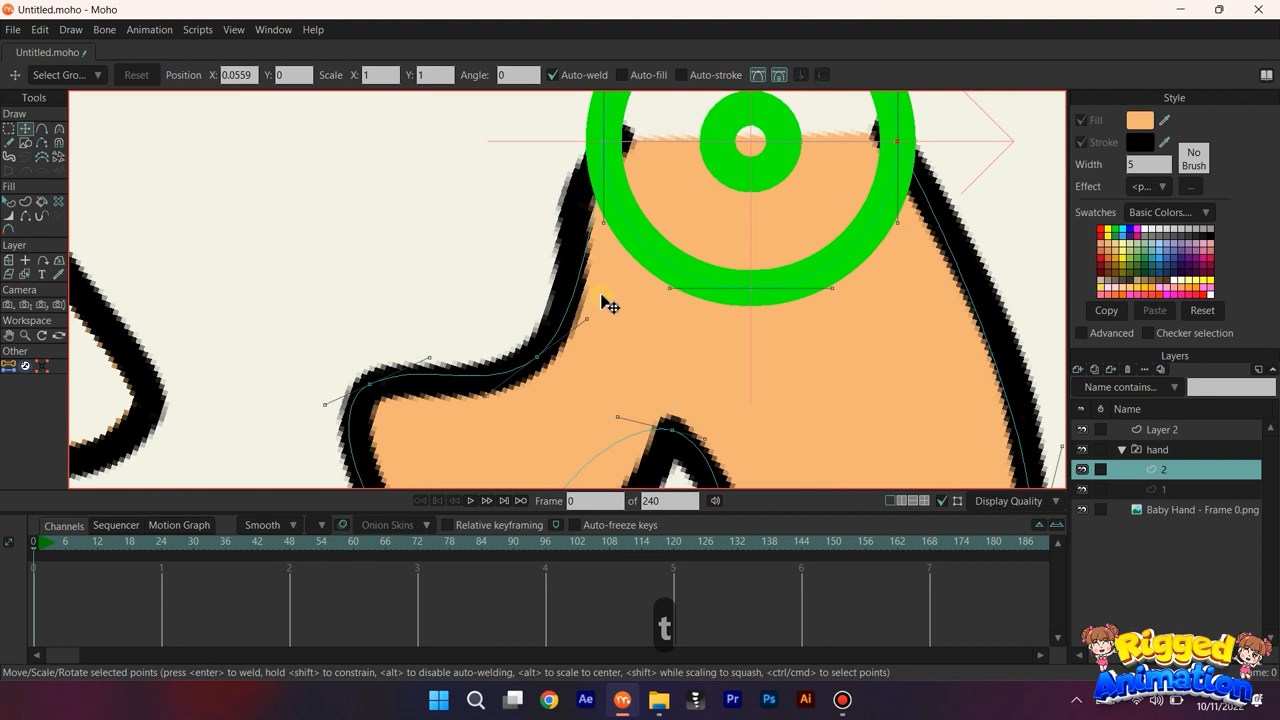 Untitled.moho - Moho
File Edit Draw Bone Animation Scripts View Window Help
Untitled.moho
Select Gro... Reset Position X: 0.0559 Y: 0 Scale X: 1 Y: 1 Angle: 0 Auto-weld Auto-fill Auto-stroke
Tools
Draw
Fill
Layer
Camera
Workspace
Other
Style
Fill
Stroke
Width 5
No Brush
Effect <p... ...
Swatches Basic Colors....
Copy Paste Reset
Advanced Checker selection
Layers
Name contains...
Name
Layer 2
hand
2
1
Baby Hand - Frame 0.png
Frame 0 of 240 Display Quality
Channels Sequencer Motion Graph Smooth Onion Skins Relative keyframing Auto-freeze keys
0 6 12 18 24 30 36 42 48 54 60 66 72 78 84 90 96 102 108 114 120 126 132 138 144 150 156 162 168 174 180 186
0 1 2 3 4 5 6 7
t
Move/Scale/Rotate selected points (press <enter> to weld, hold <shift> to constrain, <alt> to disable auto-welding, <alt> to scale to center, <shift> while scaling to squash, <ctrl/cmd> to select points)
Rigged
Animation
Ae Pr Ps Ai